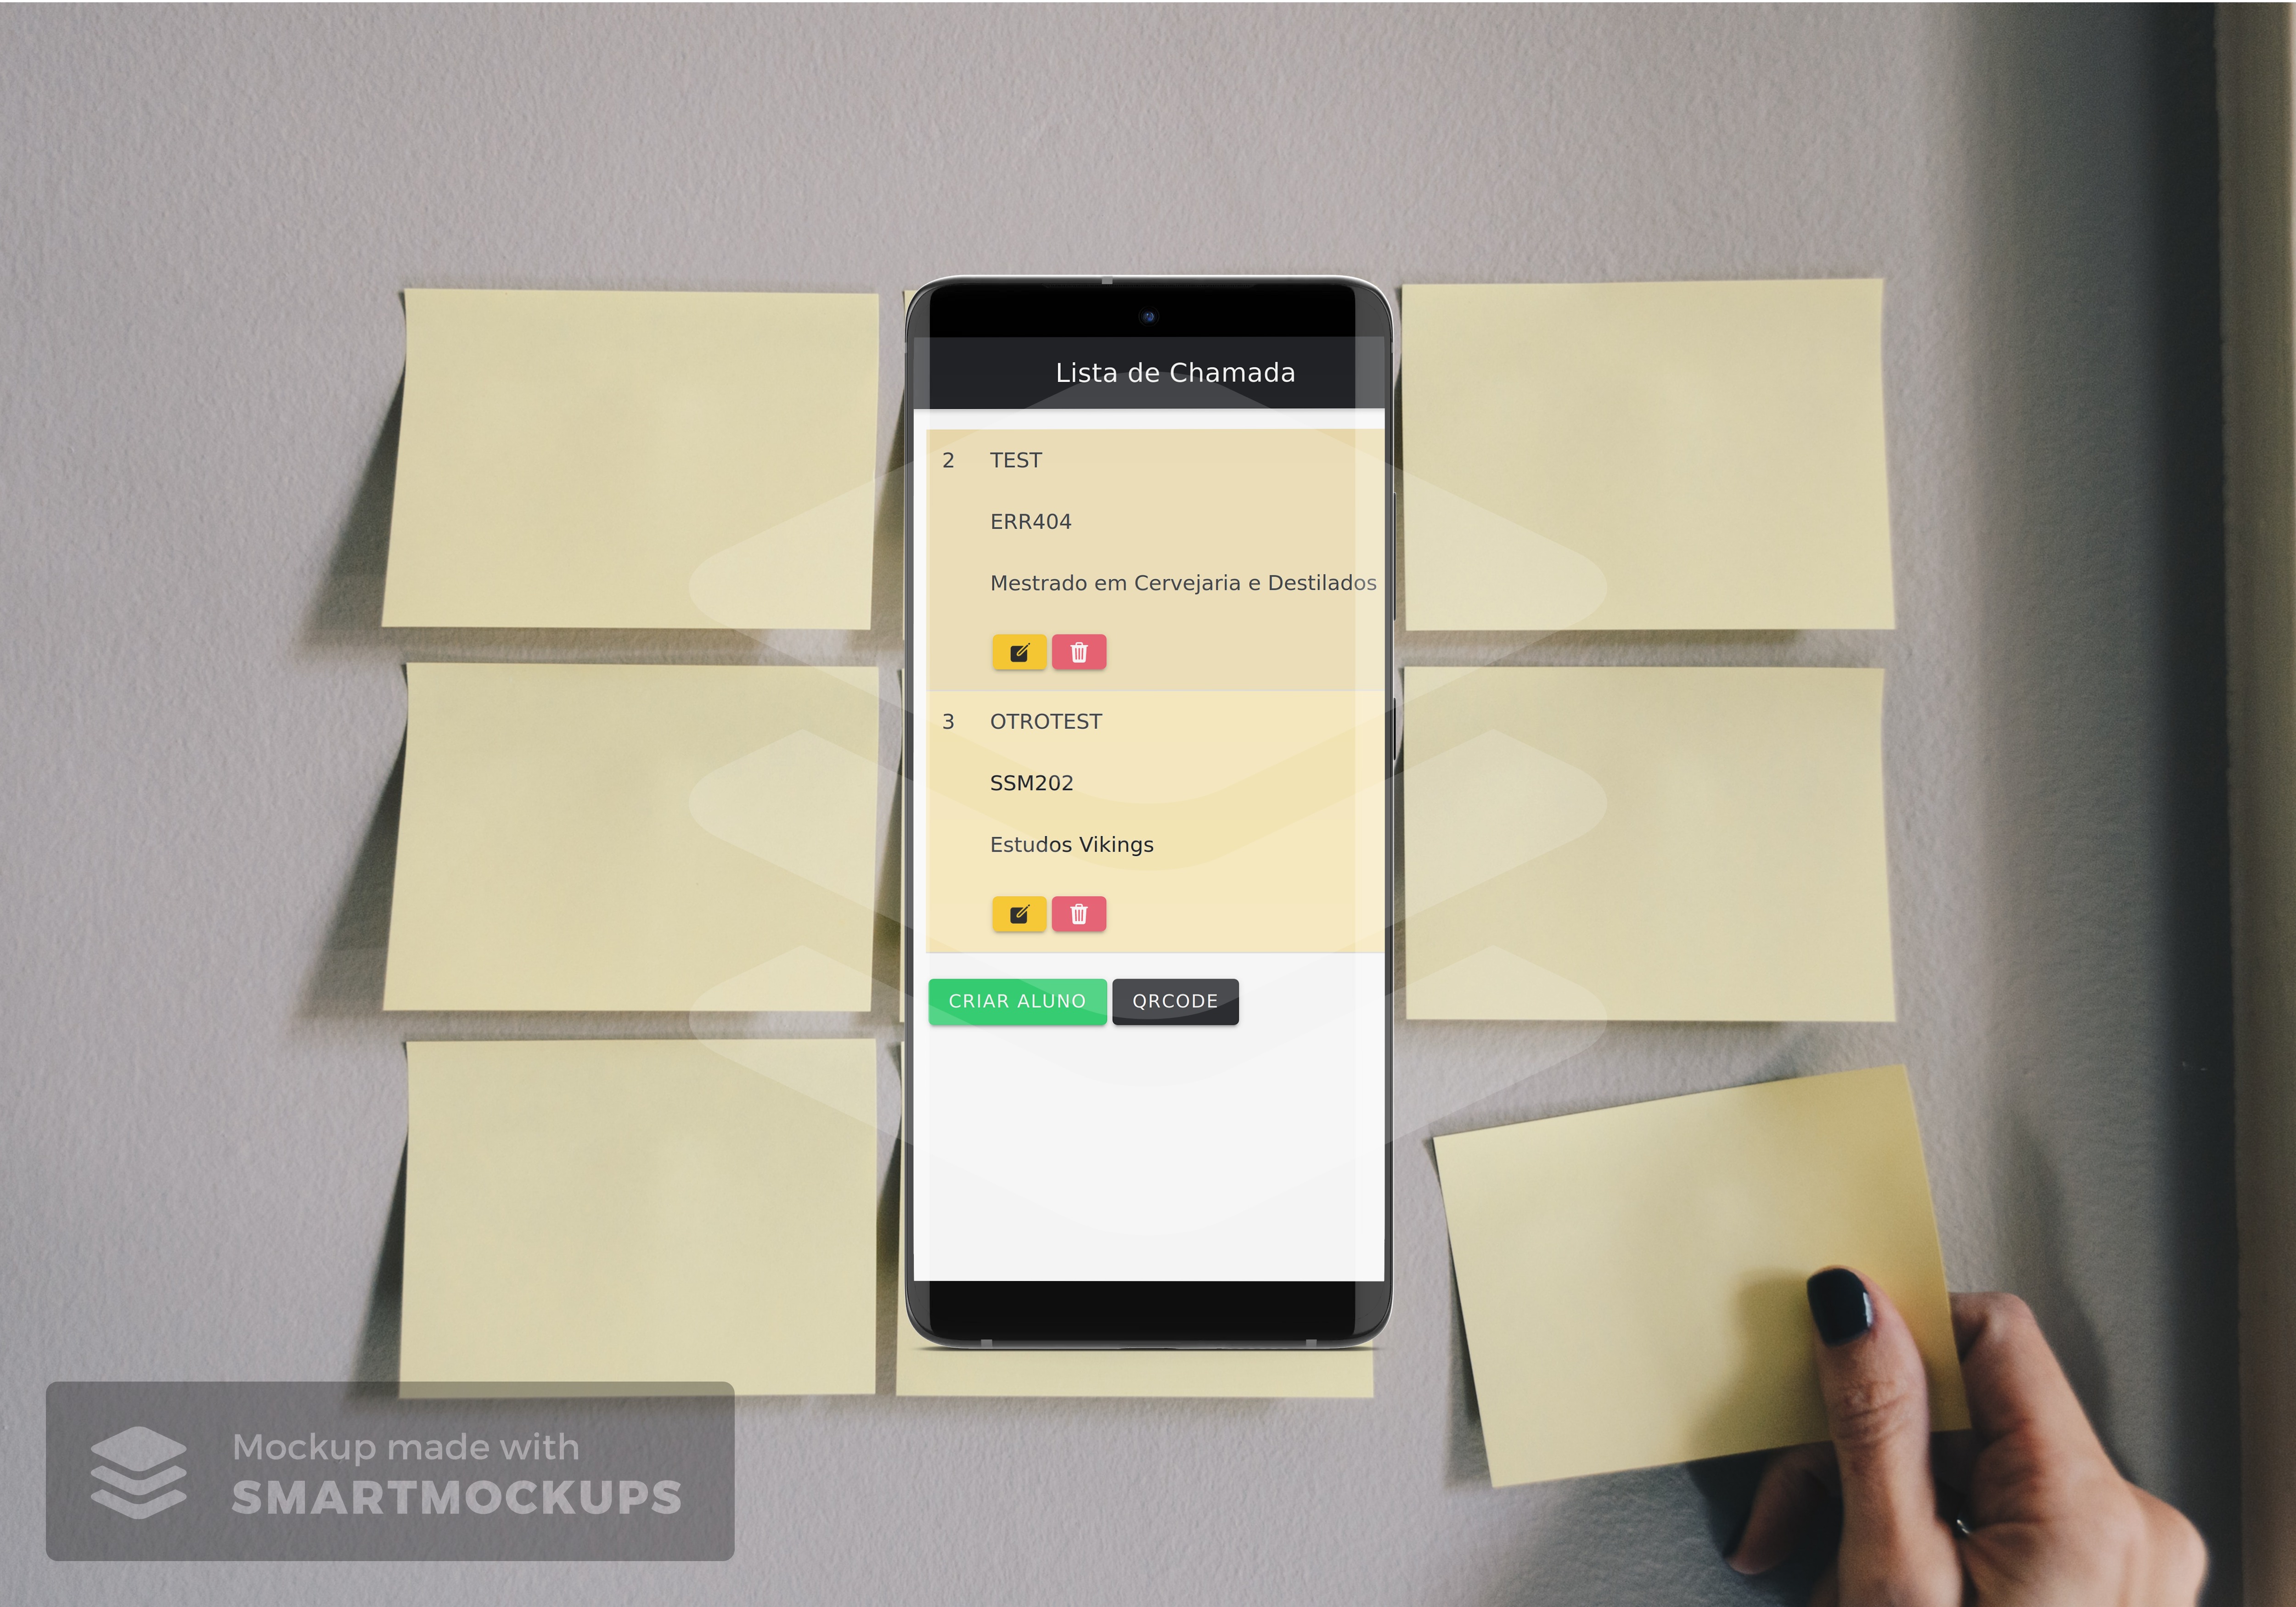 Lista de Chamada
2 TEST
ERR404
Mestrado em Cervejaria e Destilados
3 OTROTEST
SSM202
Estudos Vikings
CRIAR ALUNO QRCODE
Mockup made with
SMARTMOCKUPS